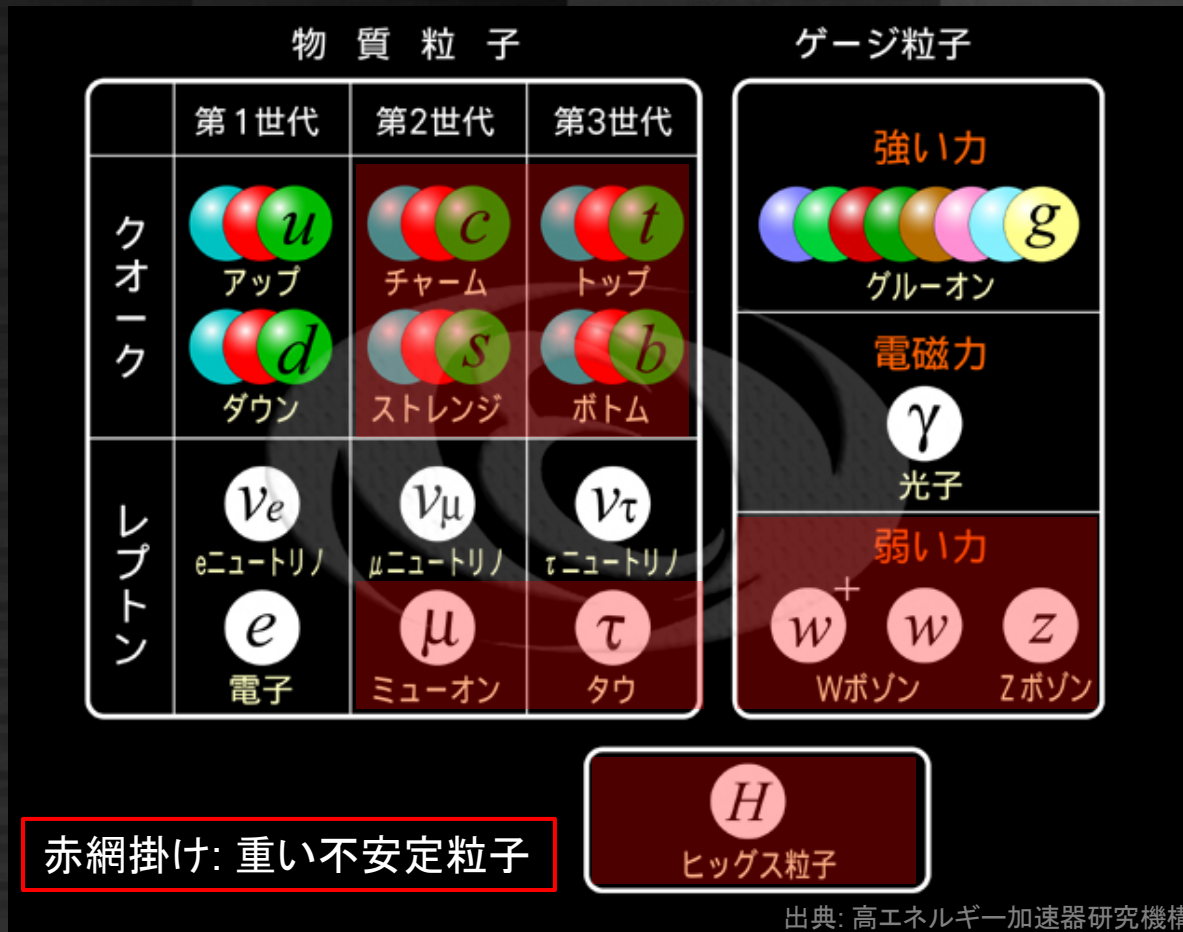 物質粒子
ゲージ粒子
第1世代 第2世代 第3世代
クオーク
u c t
アップ チャーム トップ
d s b
ダウン ストレンジ ボトム
レプトン
νe νμ ντ
eニュートリノ μニュートリノ τニュートリノ
e μ τ
電子 ミューオン タウ
強い力
g
グルーオン
電磁力
γ
光子
弱い力
w+ w z
Wボゾン Zボゾン
H
ヒッグス粒子
赤網掛け: 重い不安定粒子
出典: 高エネルギー加速器研究機構